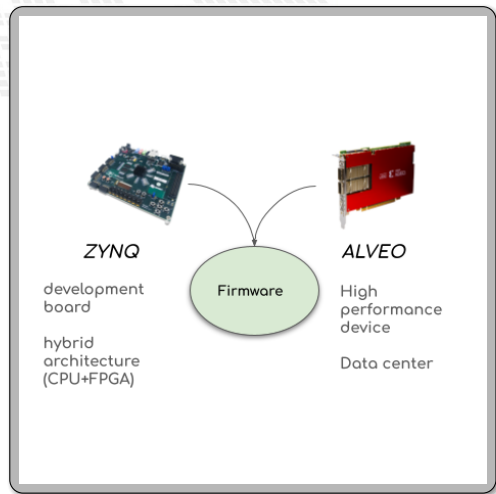 ZYNQ
development
board
hybrid
architecture
(CPU+FPGA)
Firmware
ALVEO
High
performance
device
Data center